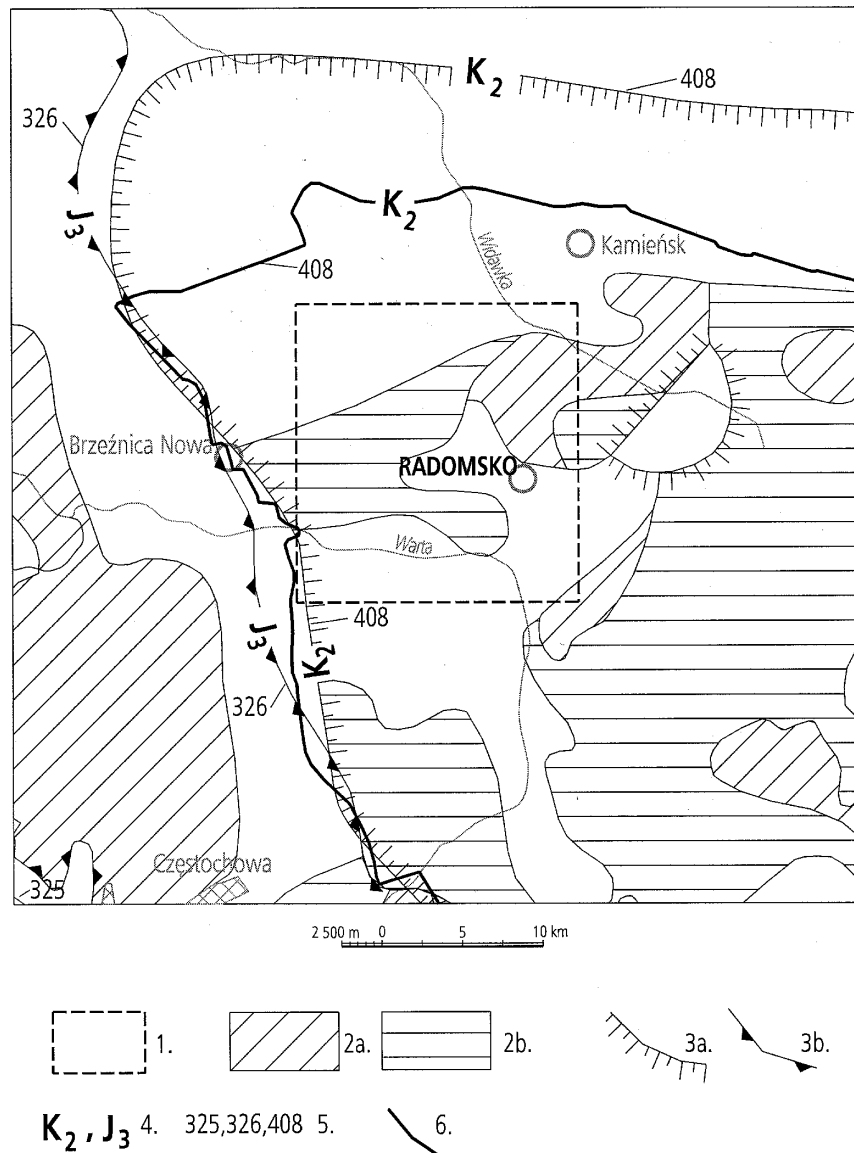 K₂
408
326
J₃
K₂
408
Widawka
Kamieńsk
Brzeźnica Nowa
RADOMSKO
Warta
408
J₃
K₂
326
Częstochowa
325
2 500 m 0 5 10 km
1. 2a. 2b. 3a. 3b.
K₂ , J₃ 4. 325,326,408 5. 6.